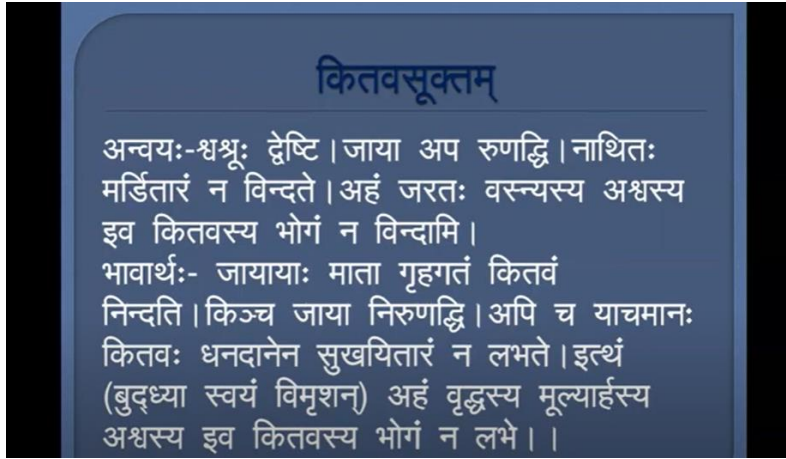 कितवसूक्तम्
अन्वयः-श्वश्रूः द्वेष्टि।जाया अप रुणद्धि।नाथितः
मर्डितारं न विन्दते।अहं जरतः वस्न्यस्य अश्वस्य
इव कितवस्य भोगं न विन्दामि।
भावार्थः- जायायाः माता गृहगतं कितवं
निन्दति।किञ्च जाया निरुणद्धि।अपि च याचमानः
कितवः धनदानेन सुखयितारं न लभते।इत्थं
(बुद्ध्या स्वयं विमृशन्) अहं वृद्धस्य मूल्यार्हस्य
अश्वस्य इव कितवस्य भोगं न लभे।।